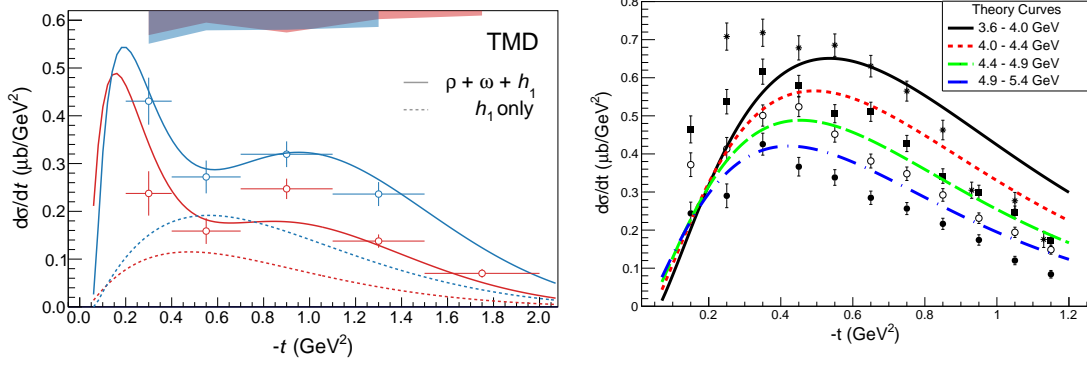 TMD
ρ + ω + h₁
h₁ only
dσ/dt (μb/GeV²)
0.6
0.5
0.4
0.3
0.2
0.1
0.0
0.0 0.2 0.4 0.6 0.8 1.0 1.2 1.4 1.6 1.8 2.0
-t (GeV²)
Theory Curves
3.6 - 4.0 GeV
4.0 - 4.4 GeV
4.4 - 4.9 GeV
4.9 - 5.4 GeV
dσ/dt (μb/GeV²)
0.8
0.7
0.6
0.5
0.4
0.3
0.2
0.1
0
0.2 0.4 0.6 0.8 1 1.2
-t (GeV²)